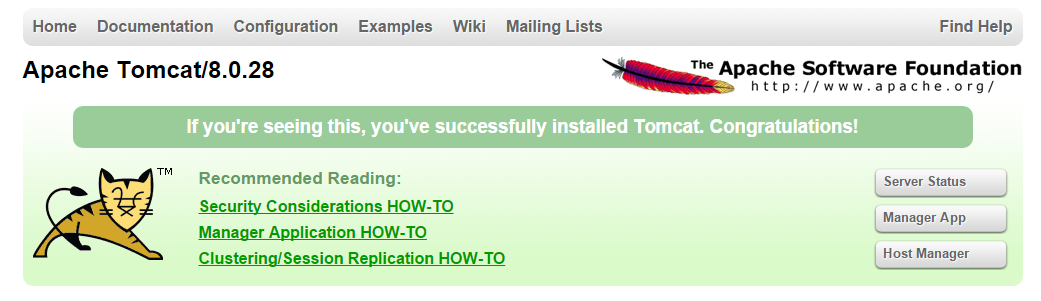 Home Documentation Configuration Examples Wiki Mailing Lists Find Help
Apache Tomcat/8.0.28
The Apache Software Foundation
http://www.apache.org/
If you're seeing this, you've successfully installed Tomcat. Congratulations!
TM
Recommended Reading:
Security Considerations HOW-TO
Manager Application HOW-TO
Clustering/Session Replication HOW-TO
Server Status
Manager App
Host Manager